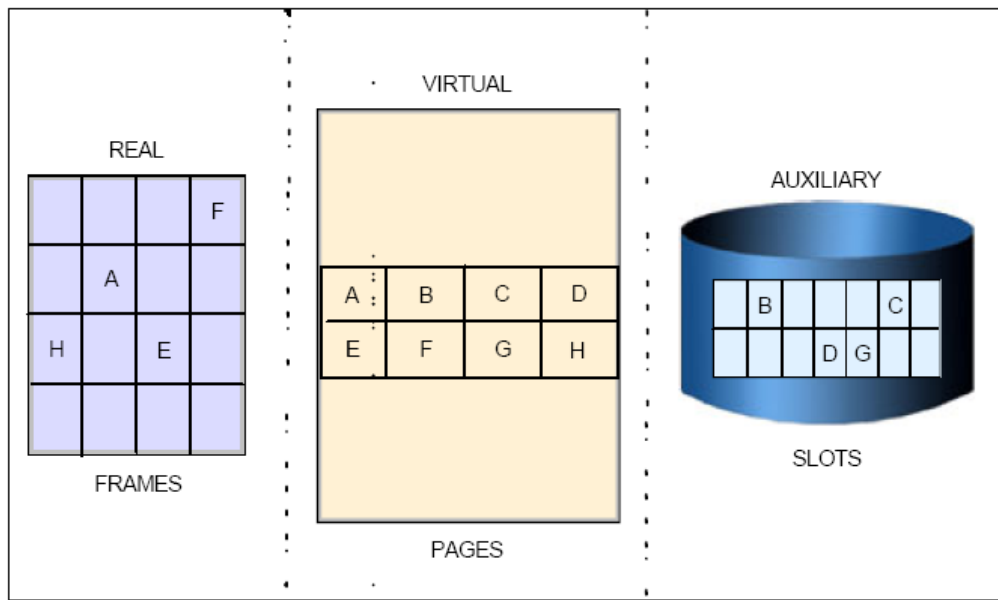 REAL
F
A
H E
FRAMES
VIRTUAL
A B C D
E F G H
PAGES
AUXILIARY
B C
D G
SLOTS